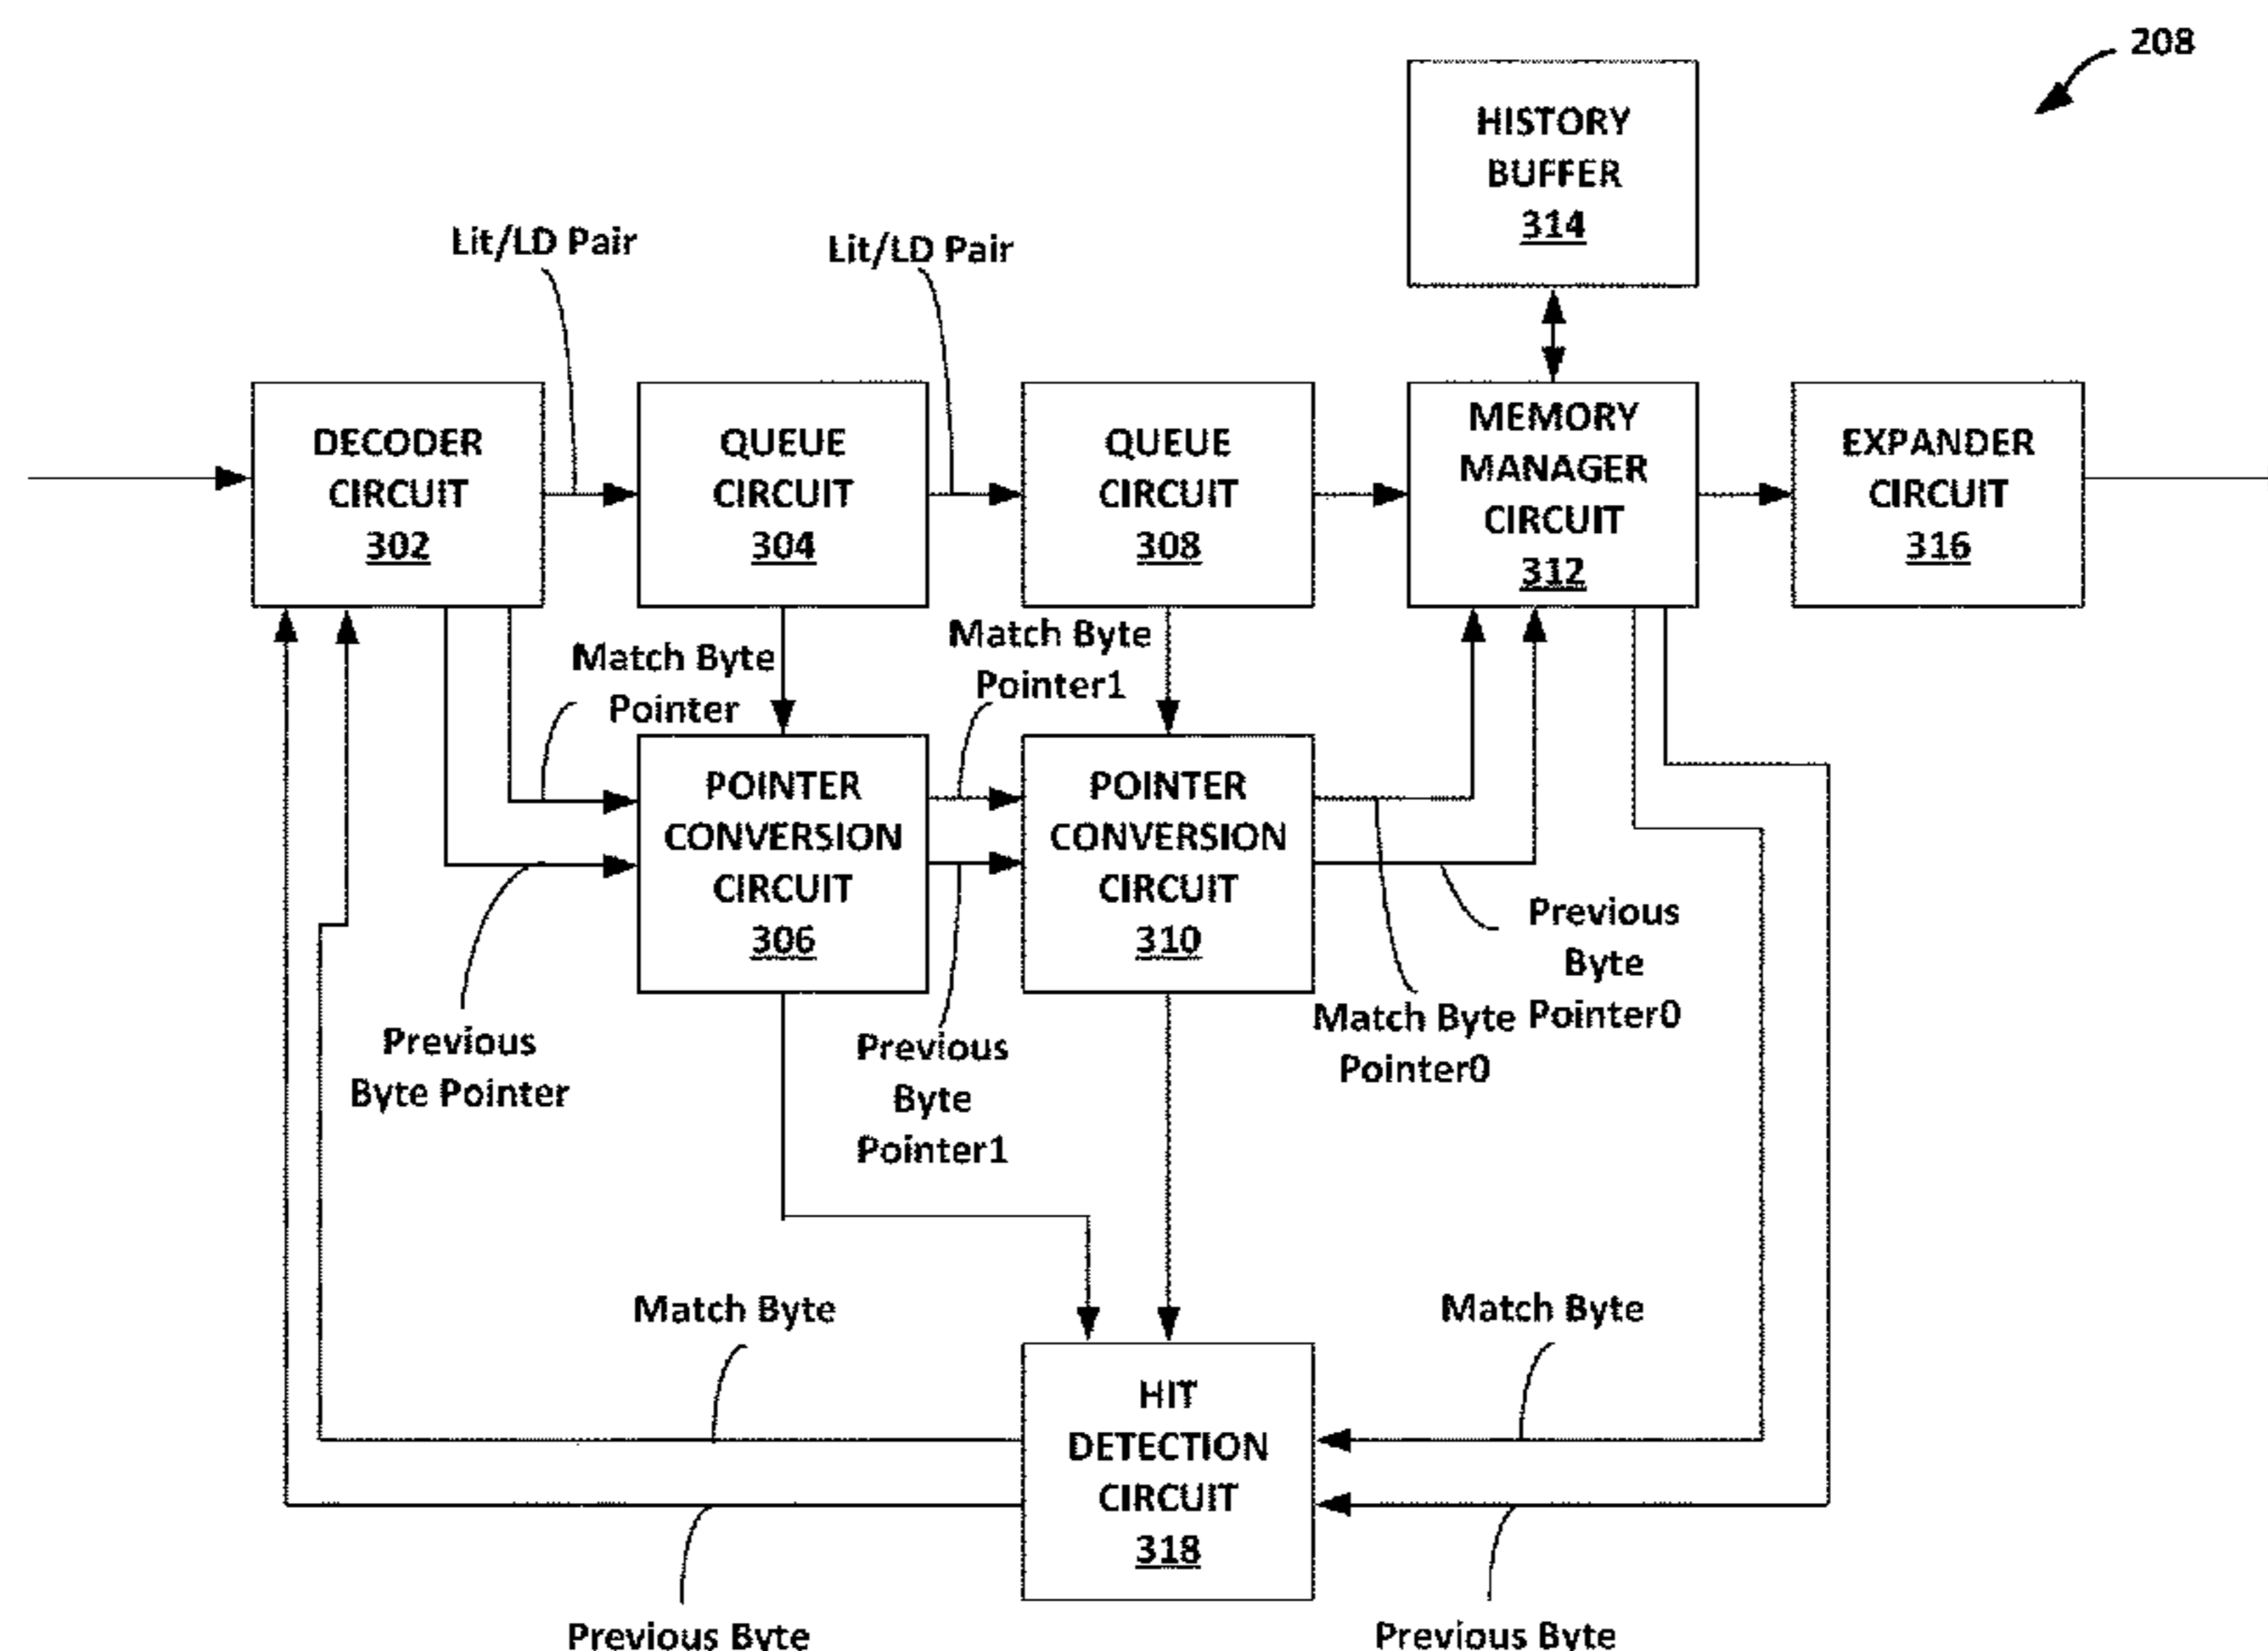 208
HISTORY
BUFFER
314
Lit/LD Pair
Lit/LD Pair
DECODER
CIRCUIT
302
QUEUE
CIRCUIT
304
QUEUE
CIRCUIT
308
MEMORY
MANAGER
CIRCUIT
312
EXPANDER
CIRCUIT
316
Match Byte
Pointer
Match Byte
Pointer1
POINTER
CONVERSION
CIRCUIT
306
POINTER
CONVERSION
CIRCUIT
310
Previous
Byte
Pointer0
Match Byte
Pointer0
Previous
Byte Pointer
Previous
Byte
Pointer1
Match Byte
Match Byte
HIT
DETECTION
CIRCUIT
318
Previous Byte
Previous Byte